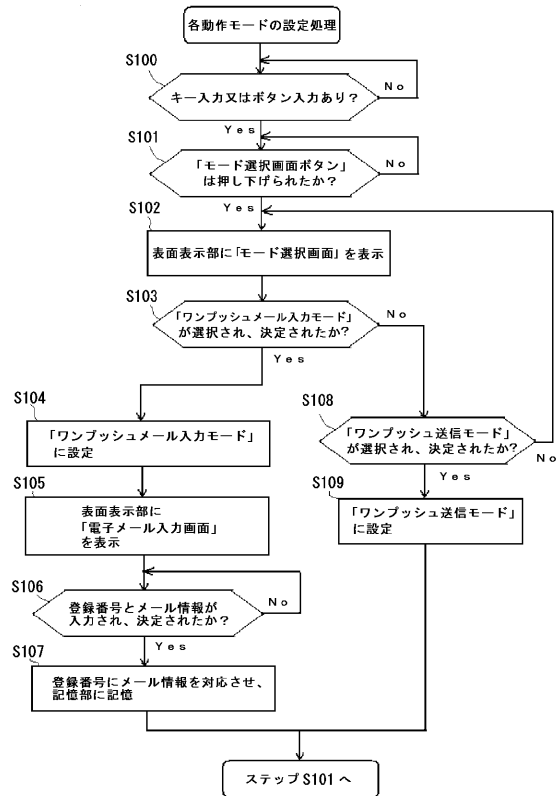 各動作モードの設定処理
S100
キー入力又はボタン入力あり？
No
Yes
S101
「モード選択画面ボタン」
は押し下げられたか？
No
Yes
S102
表面表示部に「モード選択画面」を表示
S103
「ワンプッシュメール入力モード」
が選択され、決定されたか？
No
Yes
S104
「ワンプッシュメール入力モード」
に設定
S108
「ワンプッシュ送信モード」
が選択され、決定されたか？
No
Yes
S105
表面表示部に
「電子メール入力画面」
を表示
S109
「ワンプッシュ送信モード」
に設定
S106
登録番号とメール情報が
入力され、決定されたか？
No
Yes
S107
登録番号にメール情報を対応させ、
記憶部に記憶
ステップS101へ